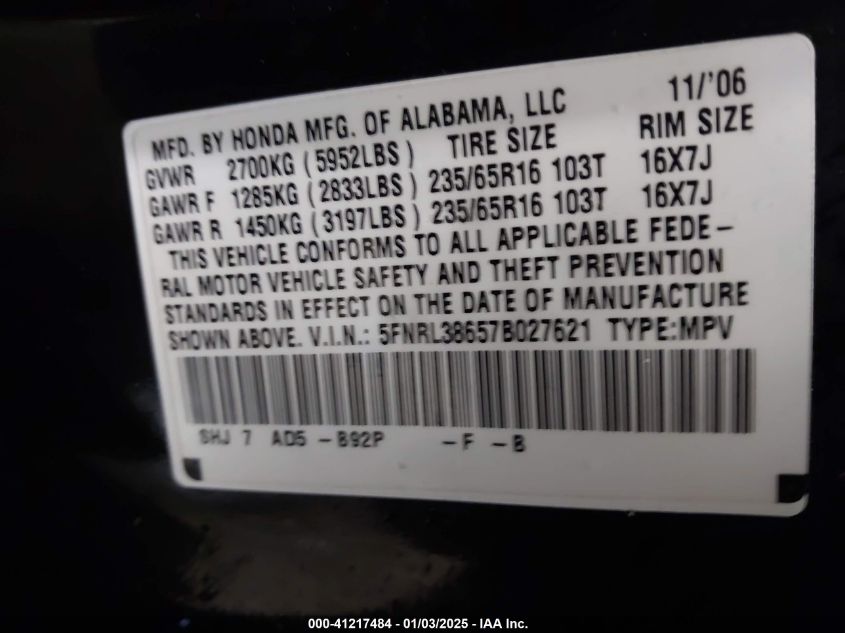 MFD. BY HONDA MFG. OF ALABAMA, LLC 11/'06
GVWR 2700KG (5952LBS) TIRE SIZE RIM SIZE
GAWR F 1285KG (2833LBS) 235/65R16 103T 16X7J
GAWR R 1450KG (3197LBS) 235/65R16 103T 16X7J
THIS VEHICLE CONFORMS TO ALL APPLICABLE FEDE-
RAL MOTOR VEHICLE SAFETY AND THEFT PREVENTION
STANDARDS IN EFFECT ON THE DATE OF MANUFACTURE
SHOWN ABOVE. V.I.N.: 5FNRL38657B027621 TYPE:MPV
SHJ 7 AD5 -B92P -F -B
000-41217484 - 01/03/2025 - IAA Inc.